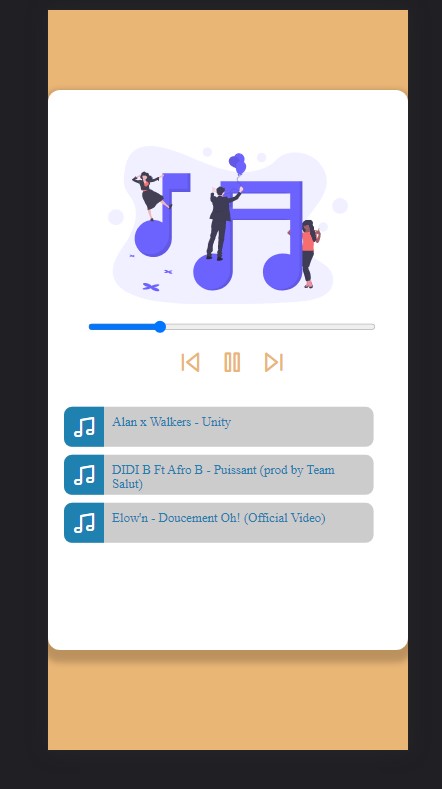 Alan x Walkers - Unity
DIDI B Ft Afro B - Puissant (prod by Team
Salut)
Elow'n - Doucement Oh! (Official Video)